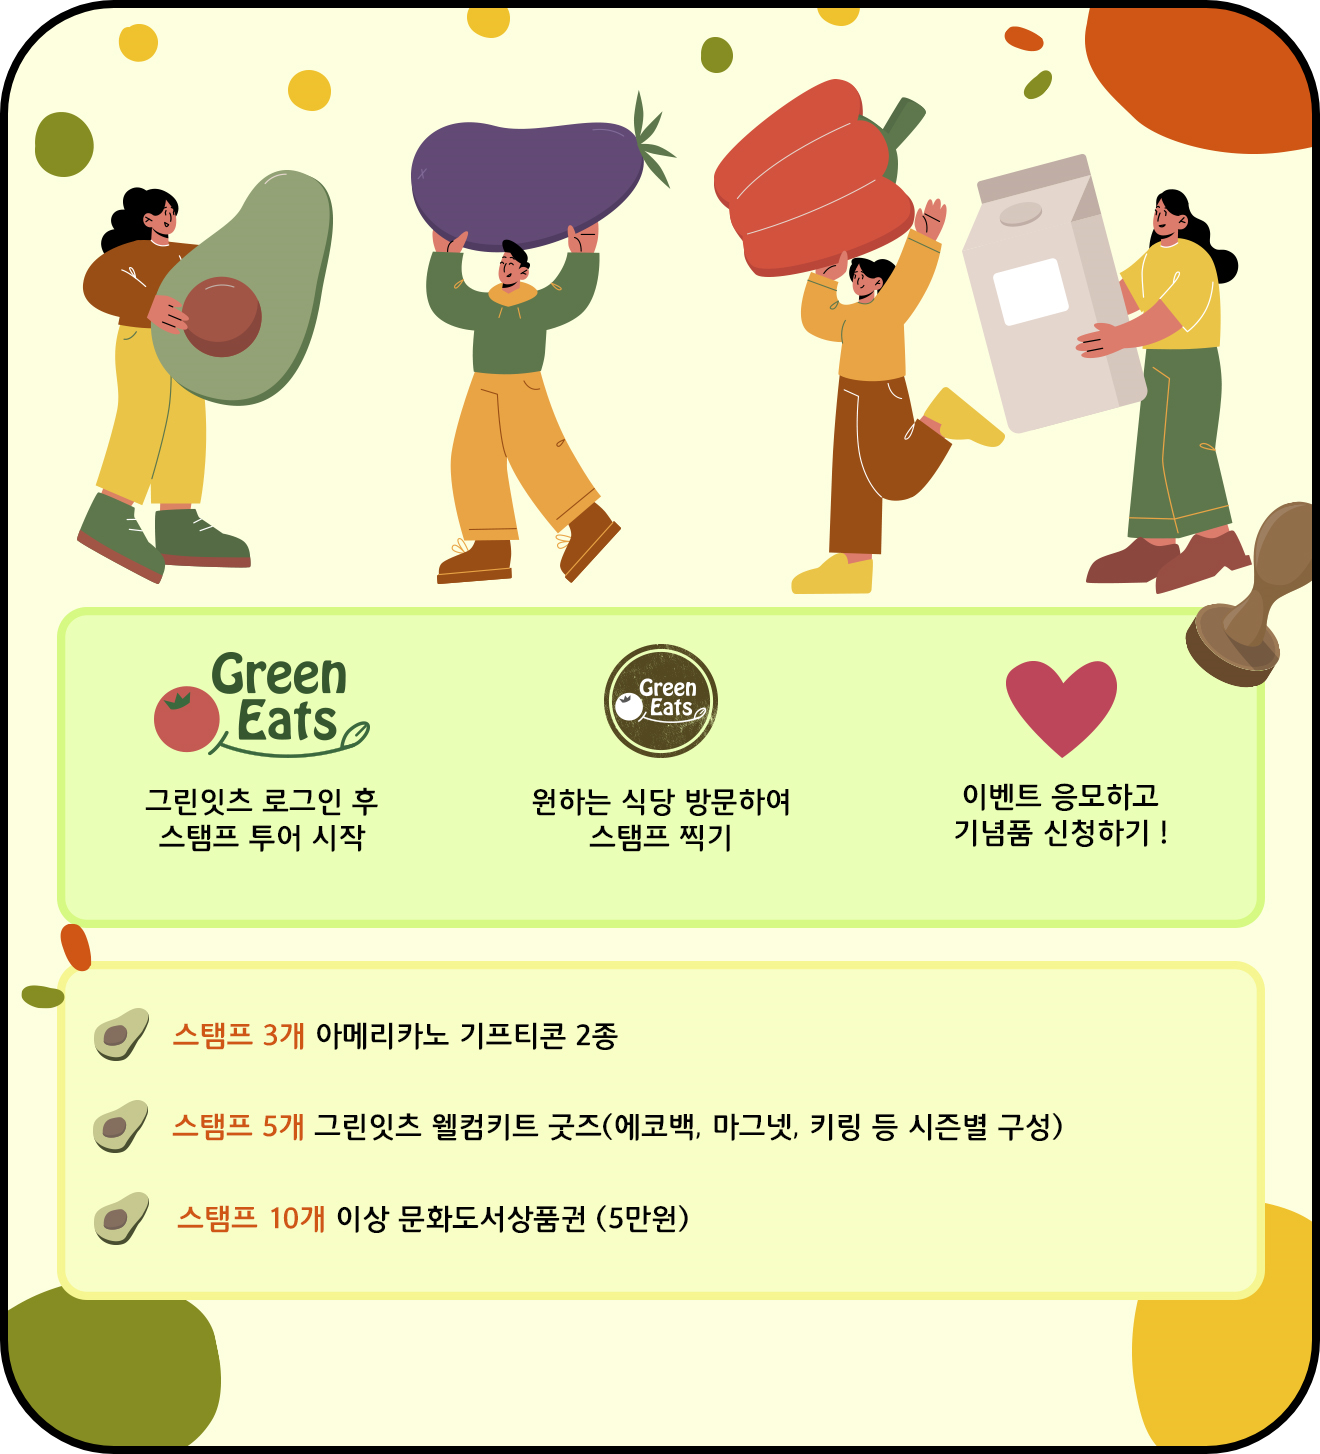 Green
Eats
그린잇츠 로그인 후
스탬프 투어 시작
Green
Eats
원하는 식당 방문하여
스탬프 찍기
이벤트 응모하고
기념품 신청하기 !
스탬프 3개 아메리카노 기프티콘 2종
스탬프 5개 그린잇츠 웰컴키트 굿즈(에코백, 마그넷, 키링 등 시즌별 구성)
스탬프 10개 이상 문화도서상품권 (5만원)